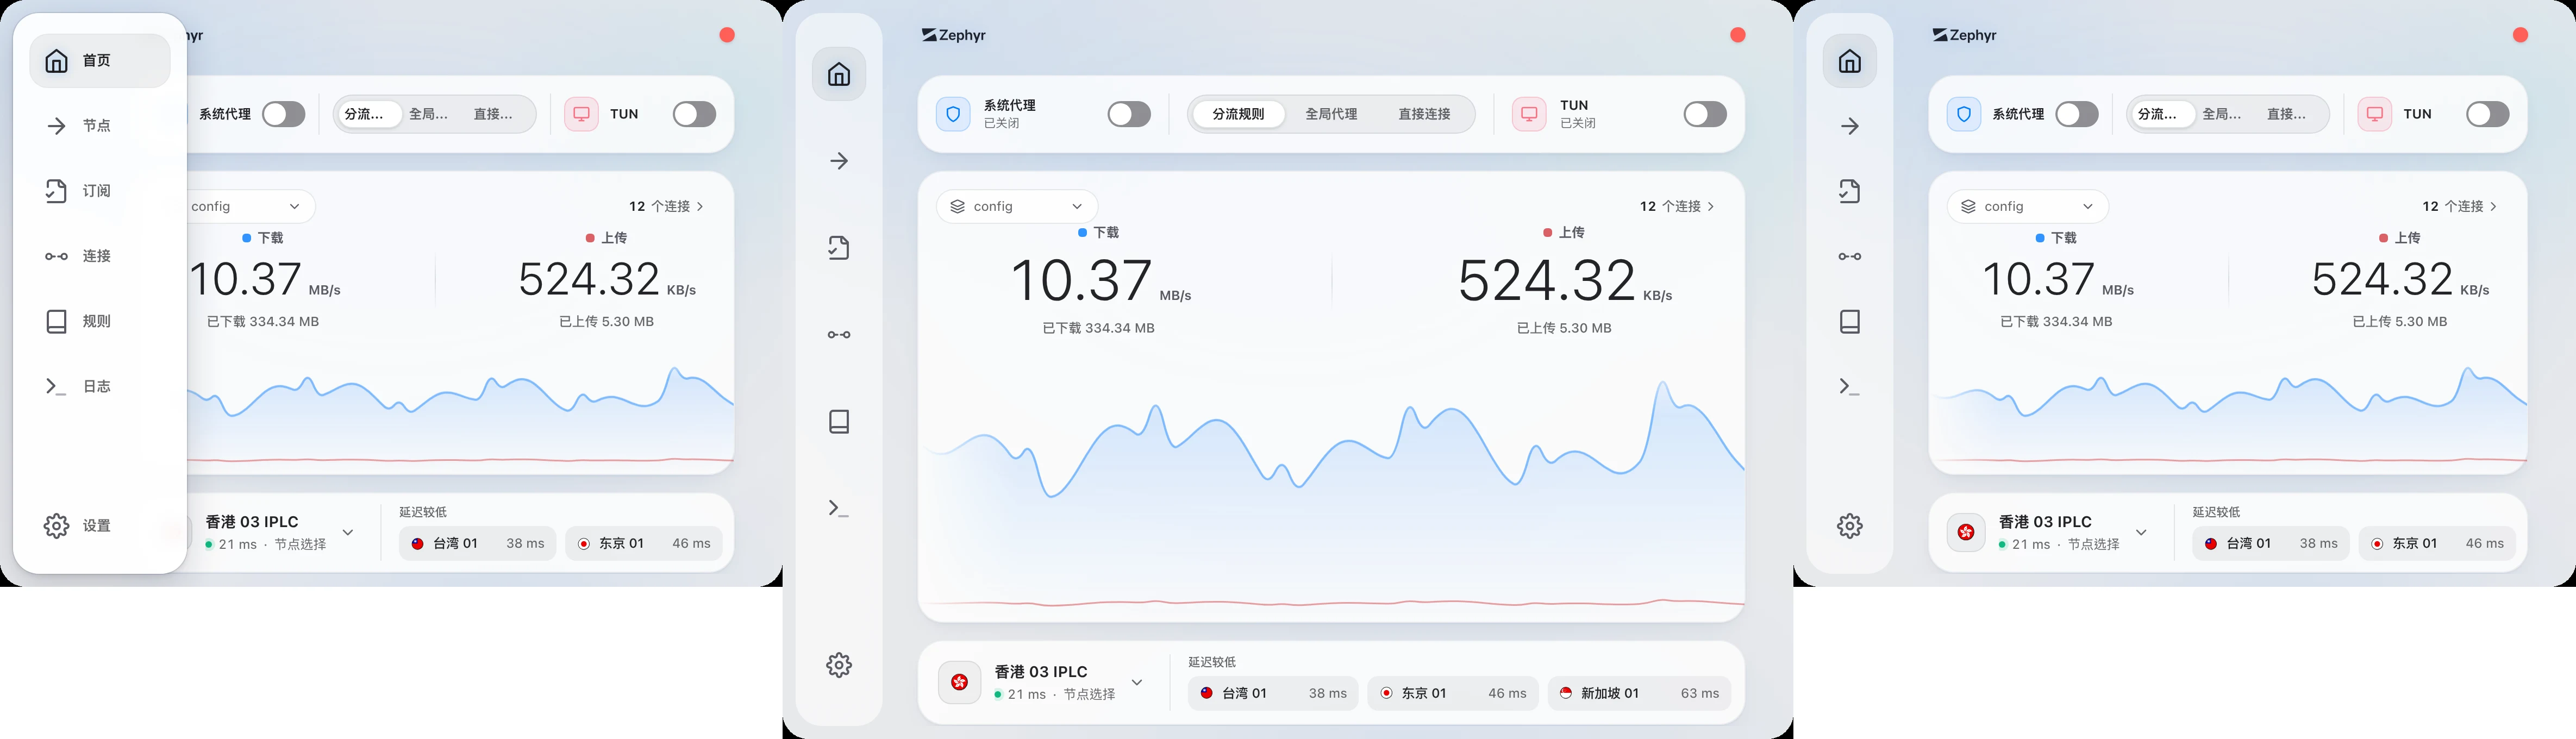 首页
节点
订阅
连接
规则
日志
设置
hyr
系统代理
分流...
全局...
直接...
TUN
config
12 个连接
下载
10.37 MB/s
已下载 334.34 MB
上传
524.32 KB/s
已上传 5.30 MB
香港 03 IPLC
21 ms · 节点选择
延迟较低
台湾 01 38 ms
东京 01 46 ms
Zephyr
系统代理
已关闭
分流规则
全局代理
直接连接
TUN
已关闭
config
12 个连接
下载
10.37 MB/s
已下载 334.34 MB
上传
524.32 KB/s
已上传 5.30 MB
香港 03 IPLC
21 ms · 节点选择
延迟较低
台湾 01 38 ms
东京 01 46 ms
新加坡 01 63 ms
Zephyr
系统代理
分流...
全局...
直接...
TUN
config
12 个连接
下载
10.37 MB/s
已下载 334.34 MB
上传
524.32 KB/s
已上传 5.30 MB
香港 03 IPLC
21 ms · 节点选择
延迟较低
台湾 01 38 ms
东京 01 46 ms